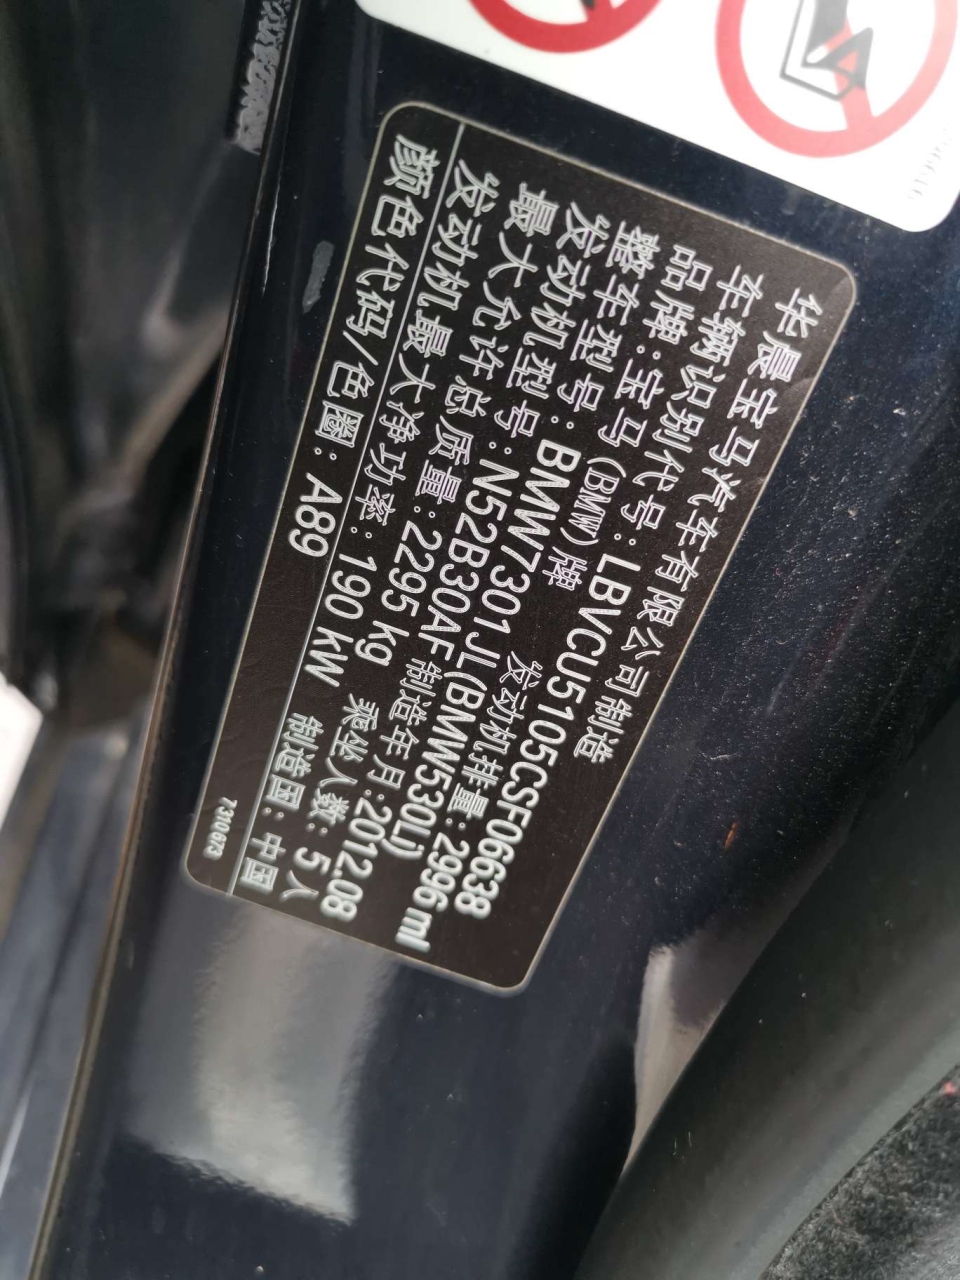 华晨宝马汽车有限公司制造
车辆识别代号：LBVCU5105CSF06638
品牌：宝马（BMW）牌
整车型号：BMW7301JL(BMW530Li)
发动机型号：N52B30AF 发动机排量：2996 ml
最大允许总质量：2295 kg 制造年月：2012.08
发动机最大净功率：190 kW 乘坐人数：5 人
颜色代码/色圈：A89 制造国：中国
7310673